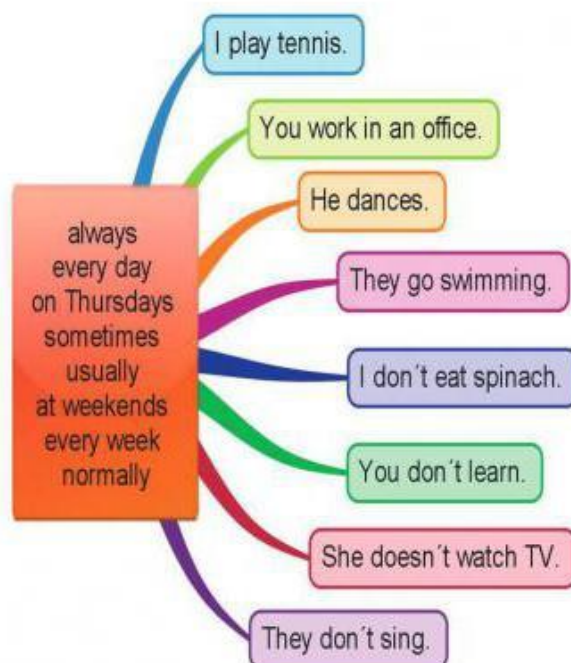 I play tennis.
You work in an office.
He dances.
They go swimming.
I don´t eat spinach.
You don´t learn.
She doesn´t watch TV.
They don´t sing.
always
every day
on Thursdays
sometimes
usually
at weekends
every week
normally